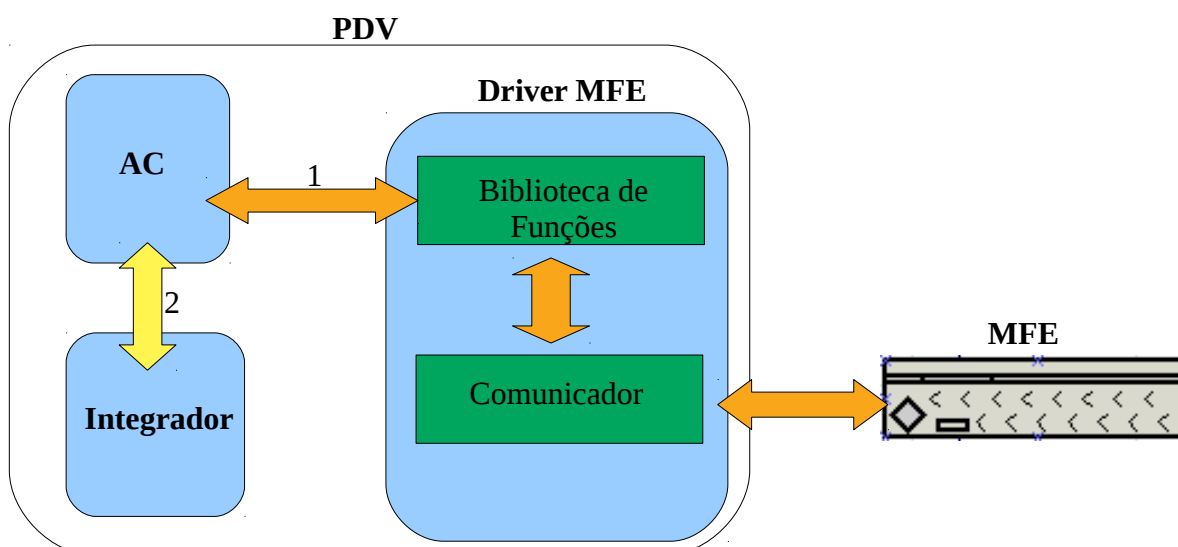 PDV
Driver MFE
AC
1
Biblioteca de
Funções
2
MFE
Comunicador
Integrador